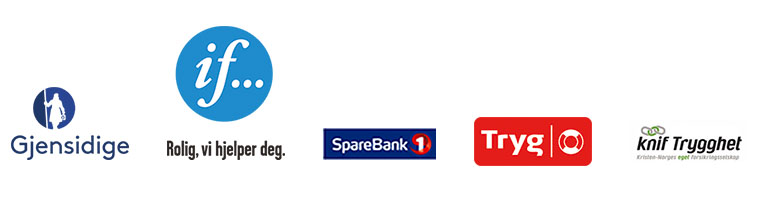 Gjensidige
if...
Rolig, vi hjelper deg.
SpareBank 1
Tryg
knif Trygghet
Kristen-Norges eget forsikringsselskap